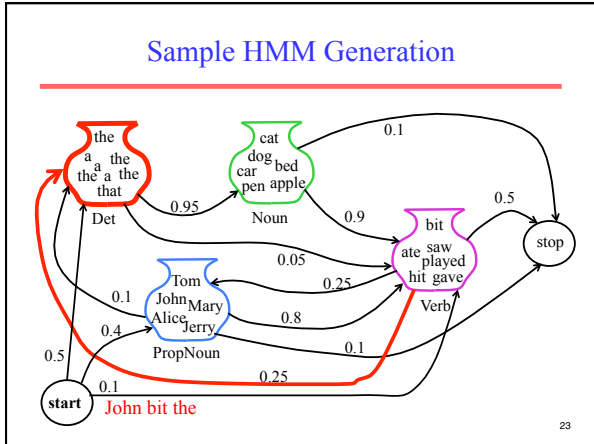 Sample HMM Generation
the
a
a
the
the
a
the
that
Det
0.95
cat
dog
car
bed
pen
apple
Noun
0.1
0.9
0.5
stop
bit
ate
saw
played
hit
gave
Verb
0.05
0.25
Tom
John
Mary
Alice
Jerry
PropNoun
0.8
0.1
0.1
0.4
0.5
0.1
0.25
start
John bit the
23